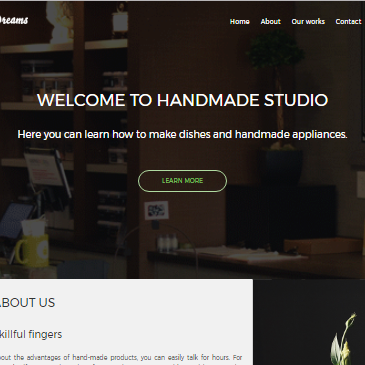 Dreams
Home About Our works Contact
WELCOME TO HANDMADE STUDIO
Here you can learn how to make dishes and handmade appliances.
LEARN MORE
ABOUT US
killful fingers
out the advantages of hand-made products, you can easily talk for hours. For